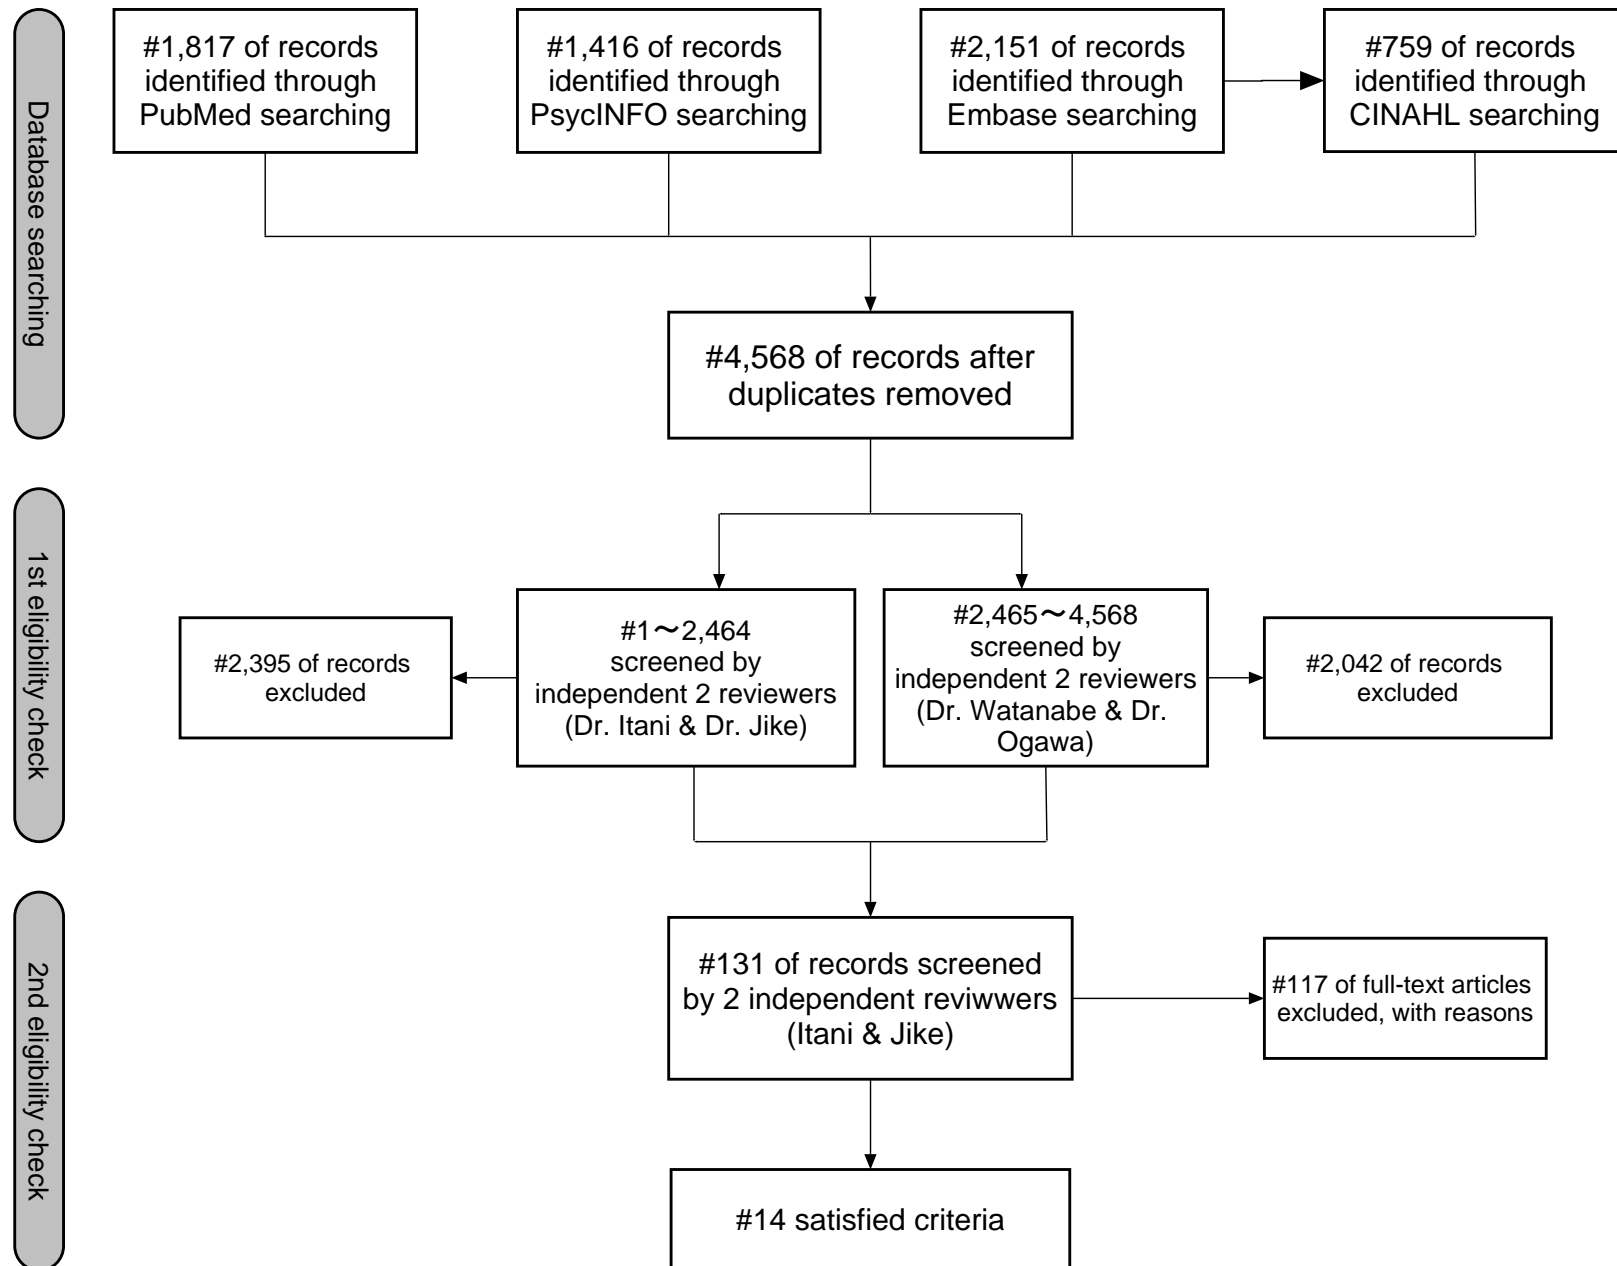 Database searching
#1,817 of records
identified through
PubMed searching
#1,416 of records
identified through
PsycINFO searching
#2,151 of records
identified through
Embase searching
#759 of records
identified through
CINAHL searching
#4,568 of records after
duplicates removed
1st eligibility check
#2,395 of records
excluded
#1～2,464
screened by
independent 2 reviewers
(Dr. Itani & Dr. Jike)
#2,465～4,568
screened by
independent 2 reviewers
(Dr. Watanabe & Dr.
Ogawa)
#2,042 of records
excluded
2nd eligibility check
#131 of records screened
by 2 independent reviwwers
(Itani & Jike)
#117 of full-text articles
excluded, with reasons
#14 satisfied criteria